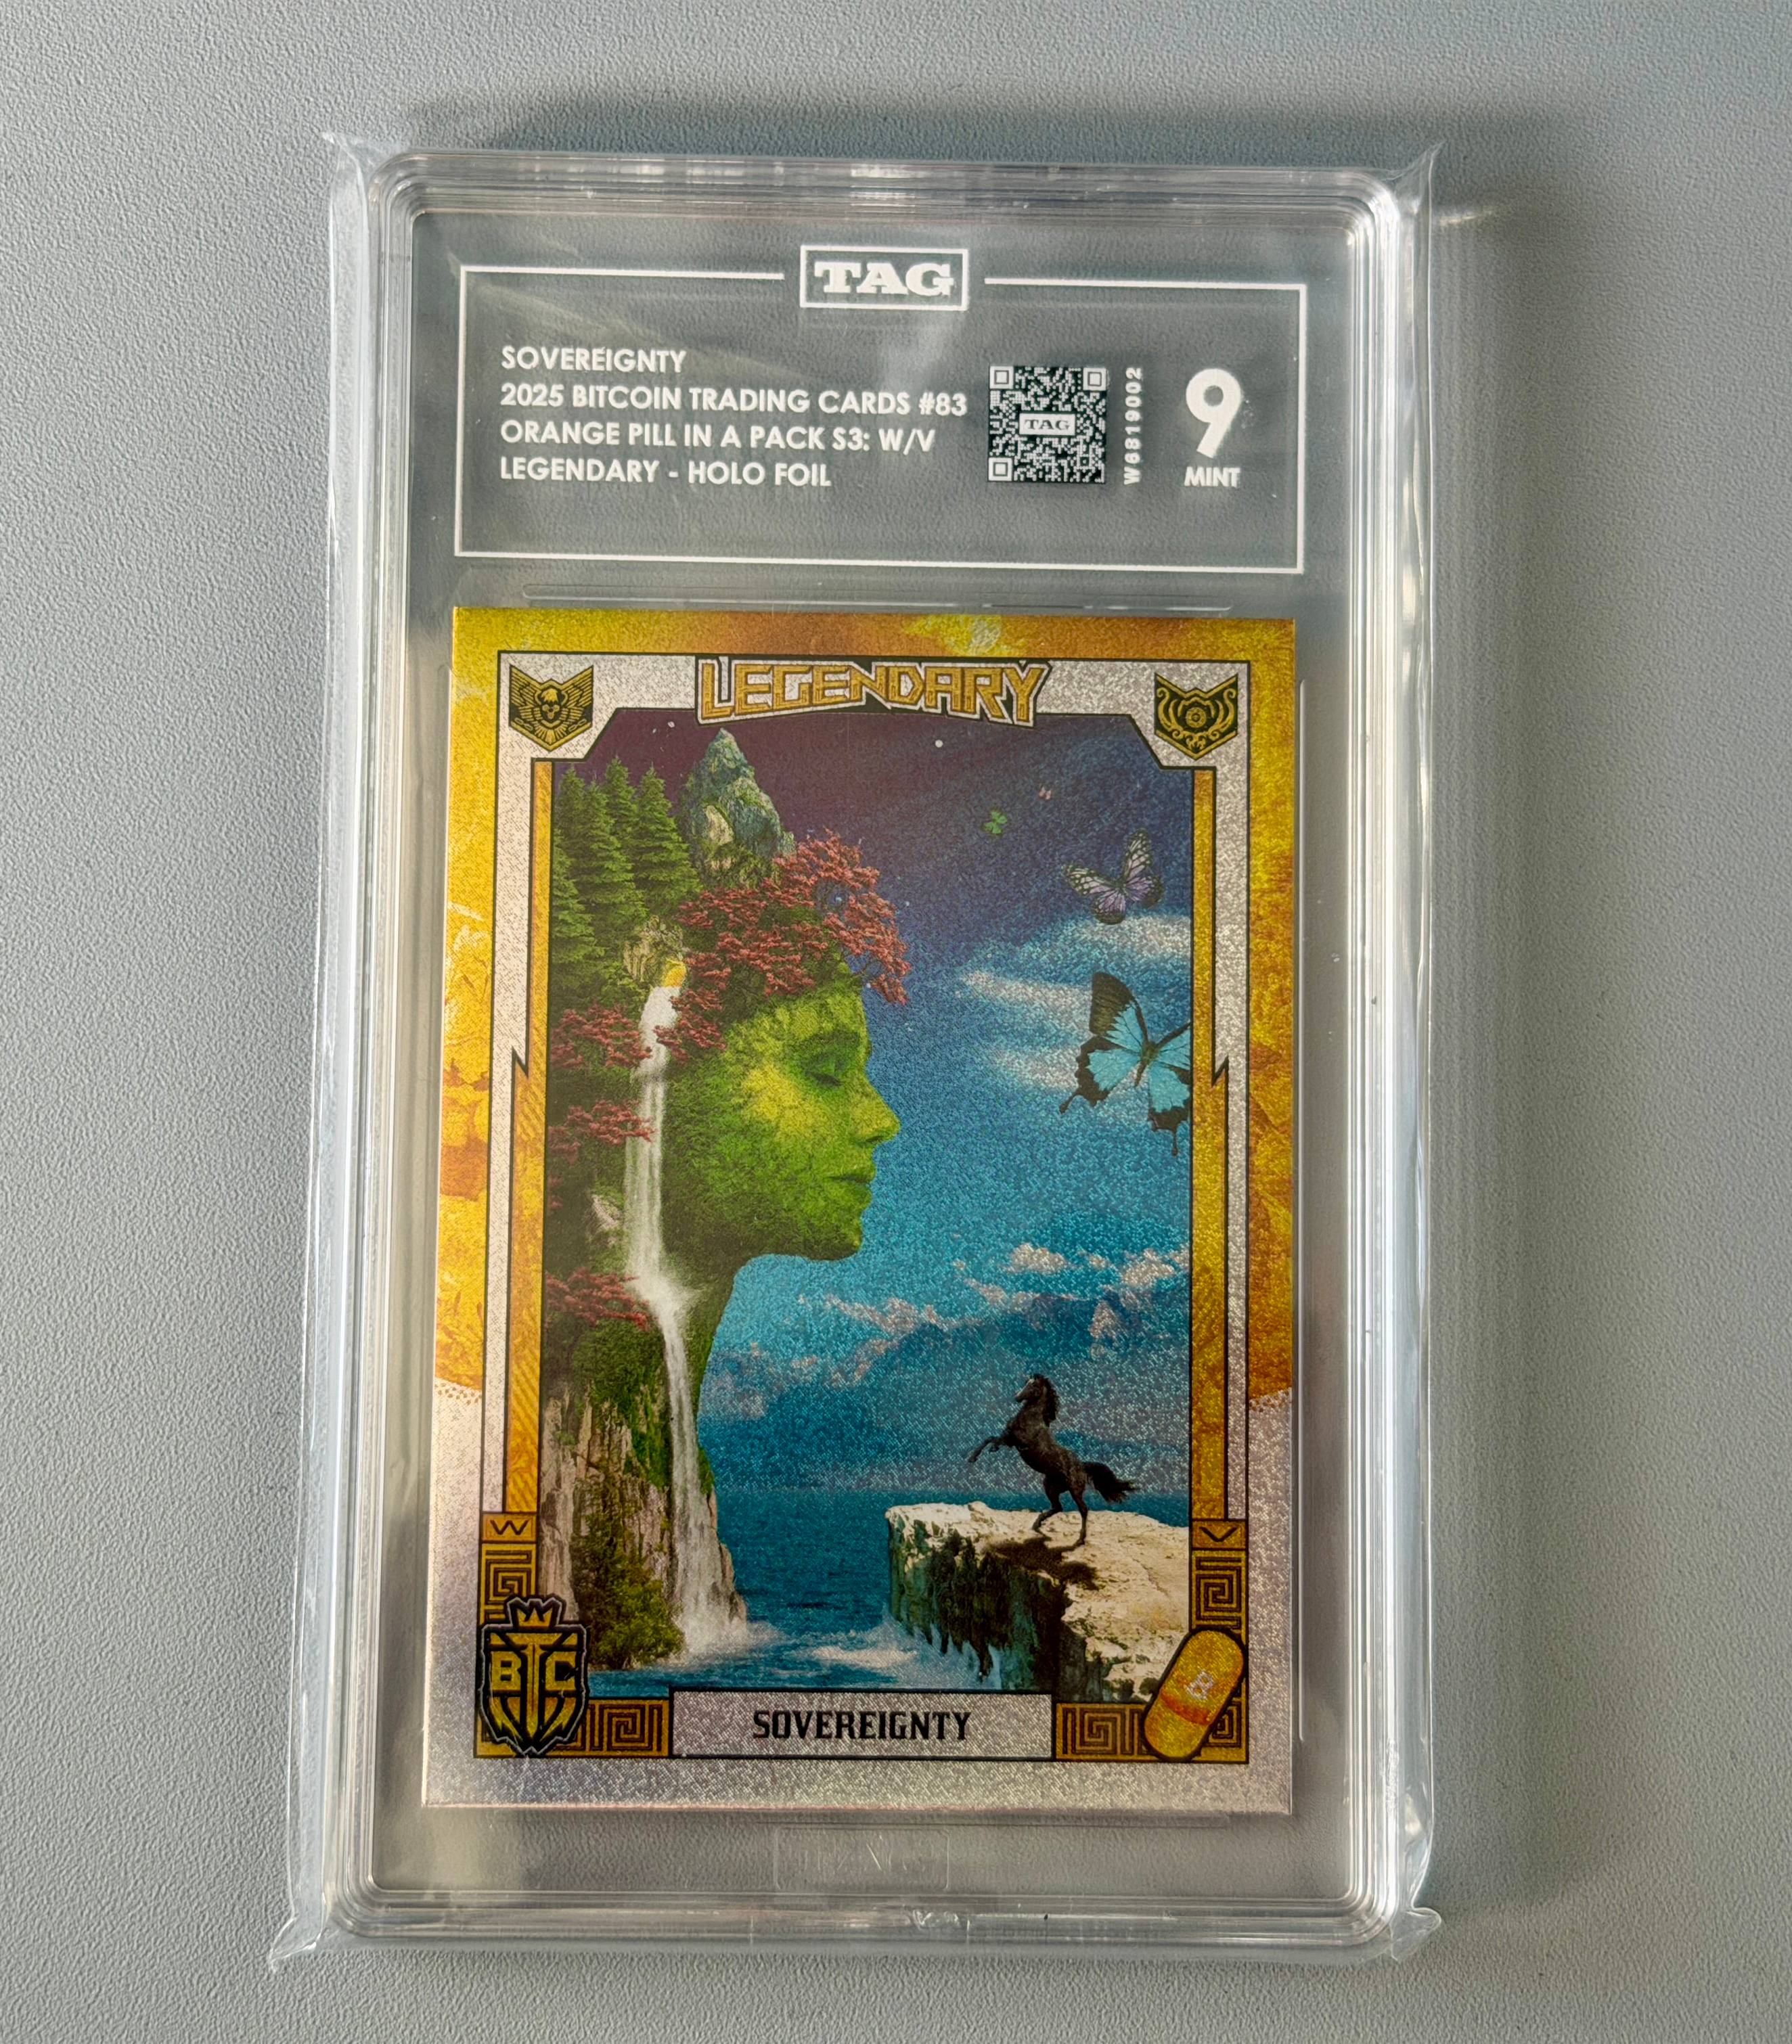 TAG
SOVEREIGNTY
2025 BITCOIN TRADING CARDS #83
ORANGE PILL IN A PACK S3: W/V
LEGENDARY - HOLO FOIL
TAG
W6819002
9
MINT
LEGENDARY
W
V
BTC
B
SOVEREIGNTY